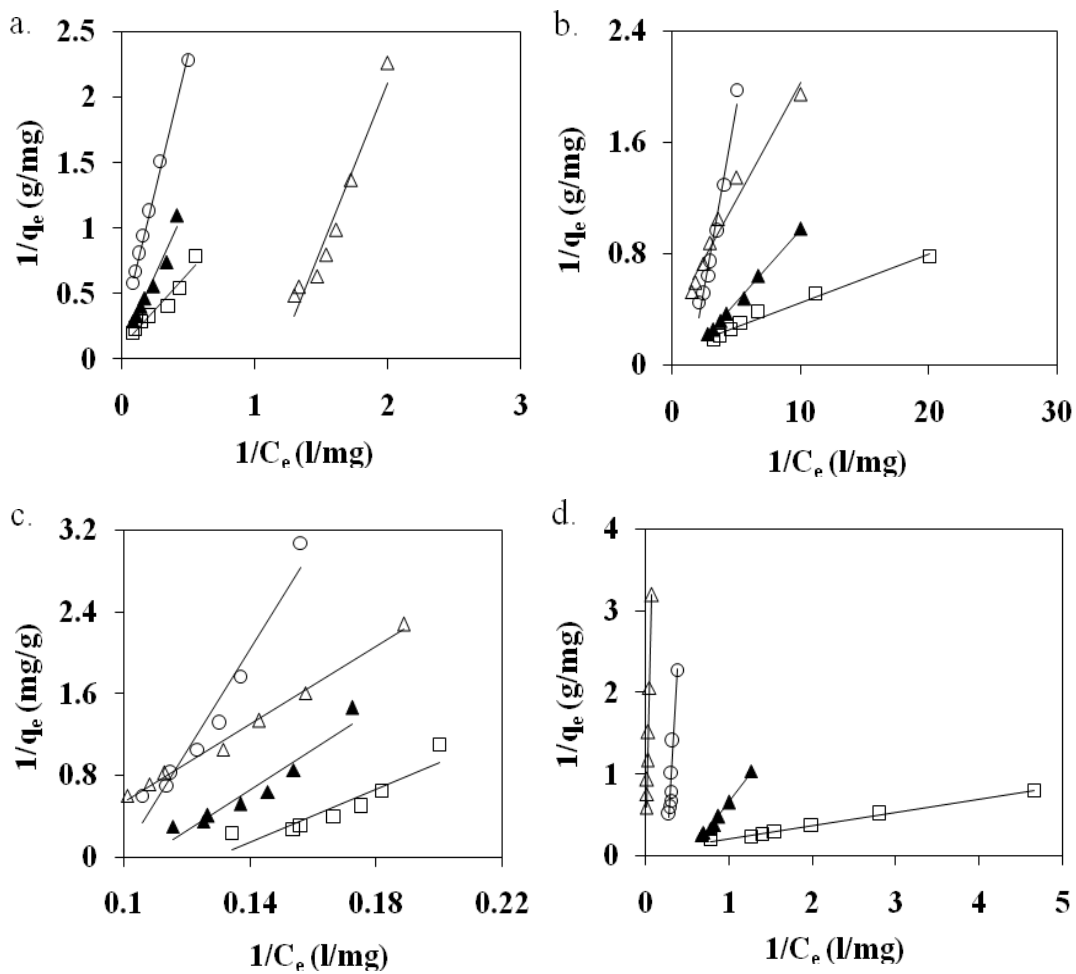 a.
2.5
2
1.5
1
0.5
0
0 1 2 3
1/qe (g/mg)
1/Ce (l/mg)
b.
2.4
1.6
0.8
0
0 10 20 30
1/qe (g/mg)
1/Ce (l/mg)
c.
3.2
2.4
1.6
0.8
0
0.1 0.14 0.18 0.22
1/qe (mg/g)
1/Ce (l/mg)
d.
4
3
2
1
0
0 1 2 3 4 5
1/qe (g/mg)
1/Ce (l/mg)